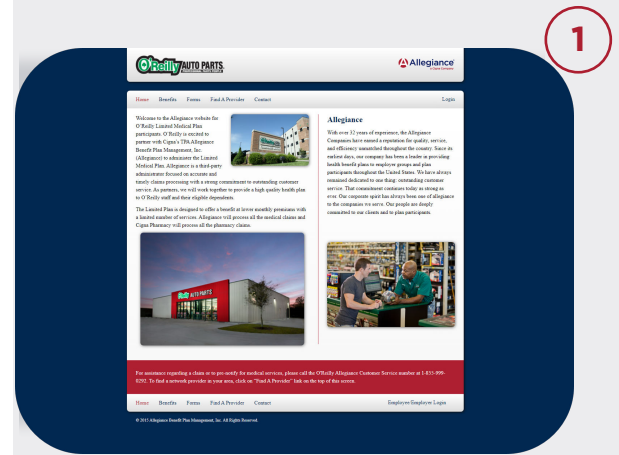 1
O'Reilly AUTO PARTS
Allegiance
a Cigna Company
Home Benefits Forms Find A Provider Contact Login
Welcome to the Allegiance website for
O'Reilly Limited Medical Plan
participants. O'Reilly is excited to
partner with Cigna's TPA Allegiance
Benefit Plan Management, Inc.
(Allegiance) to administer the Limited
Medical Plan. Allegiance is a third-party
administrator focused on accurate and
timely claims processing with a strong commitment to outstanding customer
service. As partners, we will work together to provide a high quality health plan
to O'Reilly staff and their eligible dependents.
The Limited Plan is designed to offer a benefit at lower monthly premiums with
a limited number of services. Allegiance will process all the medical claims and
Cigna Pharmacy will process all the pharmacy claims.
O'Reilly AUTO PARTS
Allegiance
With over 32 years of experience, the Allegiance
Companies have earned a reputation for quality, service,
and efficiency unmatched throughout the country. Since its
earliest days, our company has been a leader in providing
health benefit plans to employer groups and plan
participants throughout the United States. We have always
remained dedicated to one thing: outstanding customer
service. That commitment continues today as strong as
ever. Our corporate spirit has always been one of allegiance
to the companies we serve. Our people are deeply
committed to our clients and to plan participants.
For assistance regarding a claim or to pre-notify for medical services, please call the O'Reilly Allegiance Customer Service number at 1-855-999-
0292. To find a network provider in your area, click on "Find A Provider" link on the top of this screen.
Home Benefits Forms Find A Provider Contact Employee/Employer Login
© 2015 Allegiance Benefit Plan Management, Inc. All Rights Reserved.